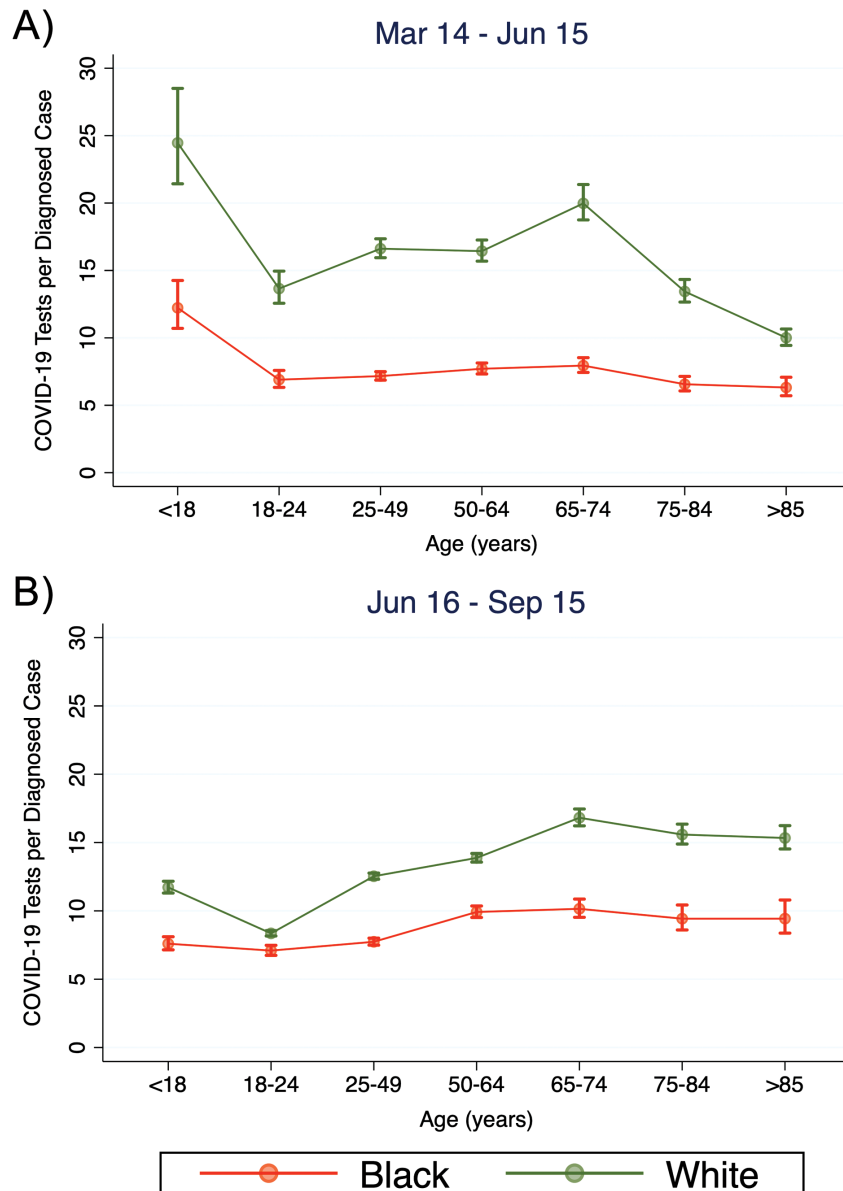 A)
Mar 14 - Jun 15
COVID-19 Tests per Diagnosed Case
30
25
20
15
10
5
0
<18 18-24 25-49 50-64 65-74 75-84 >85
Age (years)
B)
Jun 16 - Sep 15
COVID-19 Tests per Diagnosed Case
30
25
20
15
10
5
0
<18 18-24 25-49 50-64 65-74 75-84 >85
Age (years)
Black White